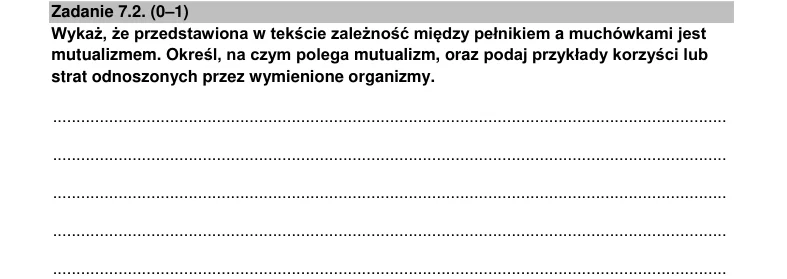 Zadanie 7.2. (0–1)
Wykaż, że przedstawiona w tekście zależność między pełnikiem a muchówkami jest
mutualizmem. Określ, na czym polega mutualizm, oraz podaj przykłady korzyści lub
strat odnoszonych przez wymienione organizmy.